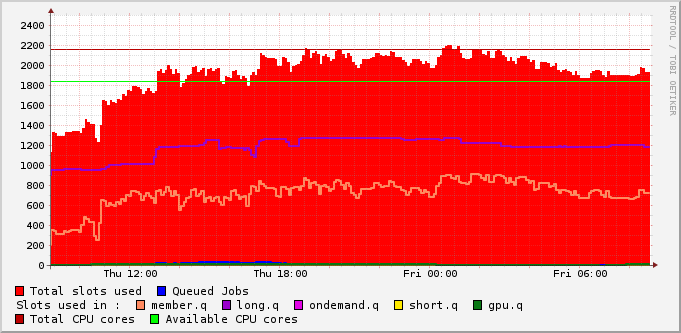 RRDTOOL / TOBI OETIKER
2400
2200
2000
1800
1600
1400
1200
1000
800
600
400
200
0
Thu 12:00 Thu 18:00 Fri 00:00 Fri 06:00
Total slots used Queued Jobs
Slots used in : member.q long.q ondemand.q short.q gpu.q
Total CPU cores Available CPU cores